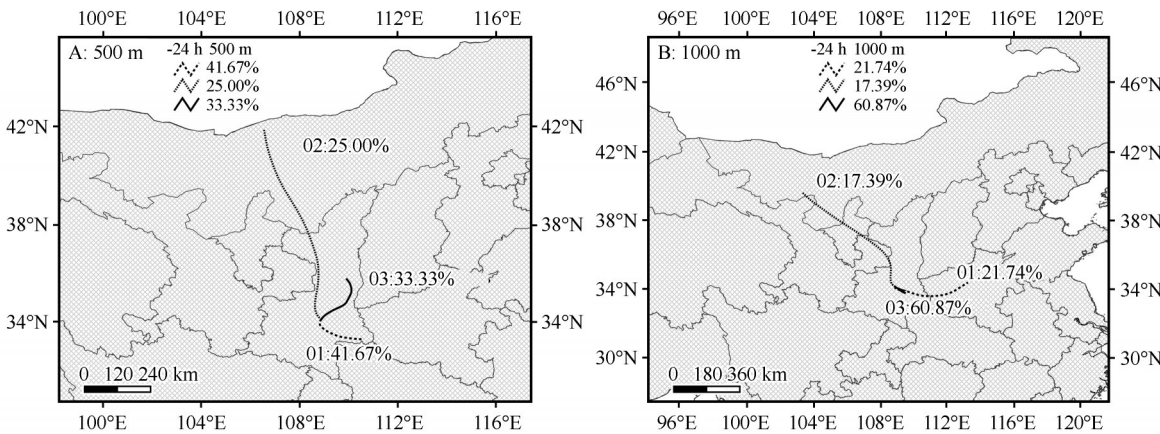 100°E 104°E 108°E 112°E 116°E
A: 500 m
-24 h 500 m
41.67%
25.00%
33.33%
42°N 42°N
02:25.00%
38°N 38°N
03:33.33%
34°N 34°N
01:41.67%
0 120 240 km
100°E 104°E 108°E 112°E 116°E
96°E 100°E 104°E 108°E 112°E 116°E 120°E
B: 1000 m
-24 h 1000 m
21.74%
17.39%
60.87%
46°N 46°N
42°N 42°N
02:17.39%
38°N 38°N
01:21.74%
34°N 34°N
03:60.87%
30°N 30°N
0 180 360 km
96°E 100°E 104°E 108°E 112°E 116°E 120°E